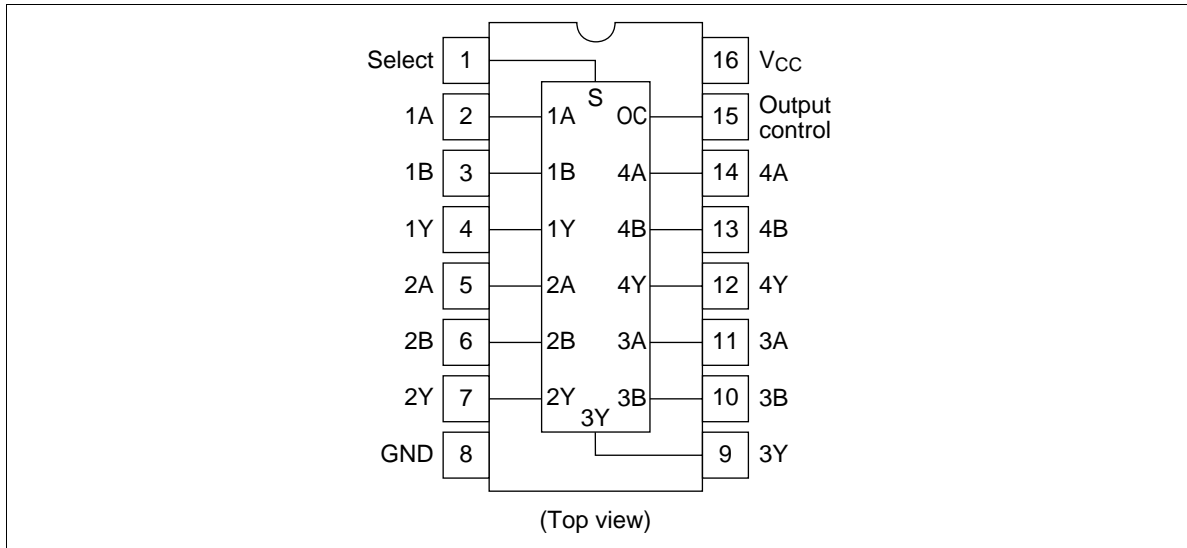 Select 1 16 VCC
S
1A 2 1A OC 15 Output control
1B 3 1B 4A 14 4A
1Y 4 1Y 4B 13 4B
2A 5 2A 4Y 12 4Y
2B 6 2B 3A 11 3A
2Y 7 2Y 3B 10 3B
3Y
GND 8 9 3Y
(Top view)